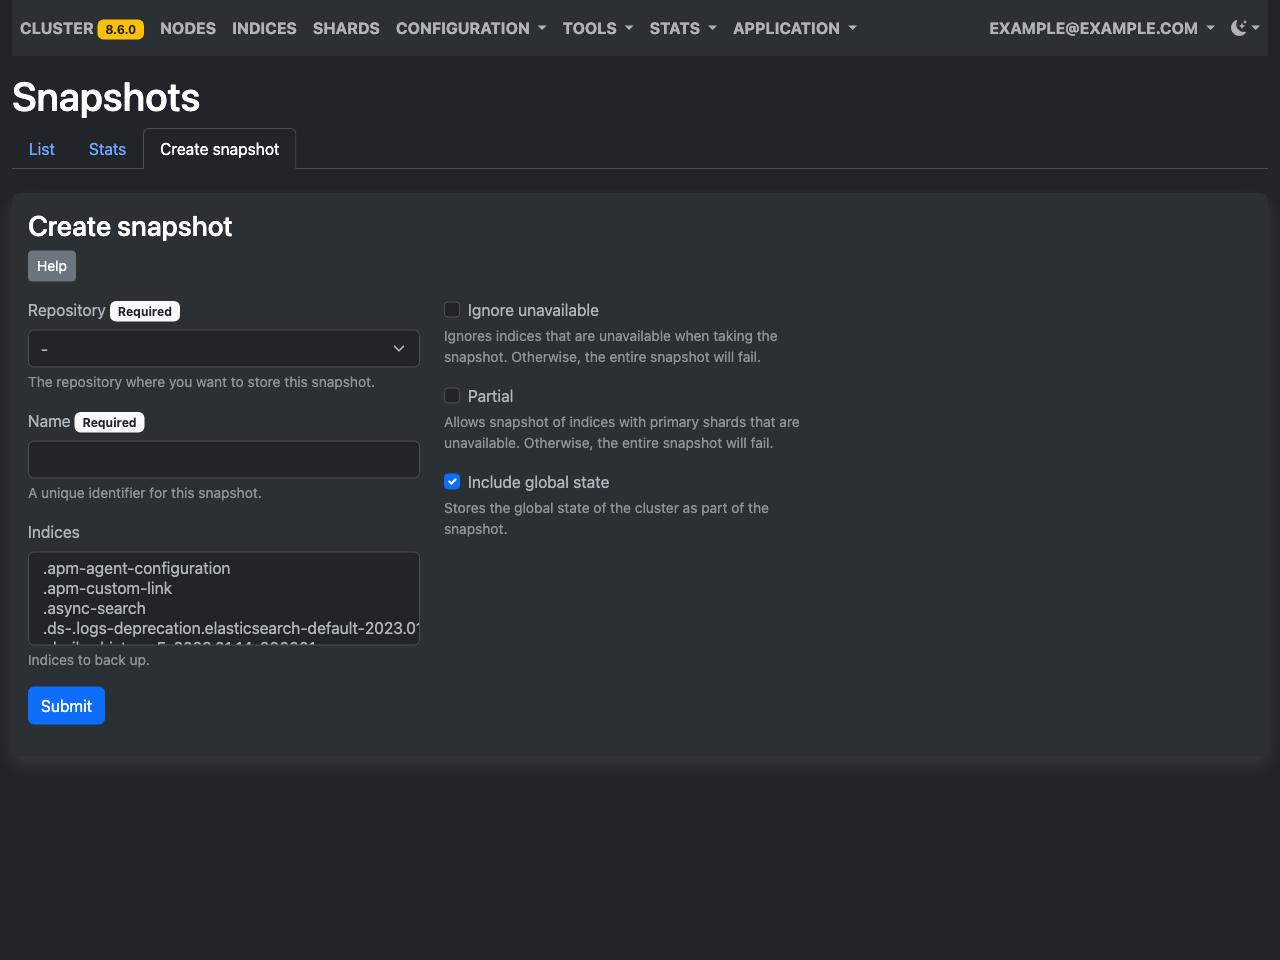 CLUSTER 8.6.0 NODES INDICES SHARDS CONFIGURATION TOOLS STATS APPLICATION EXAMPLE@EXAMPLE.COM
Snapshots
List Stats Create snapshot
Create snapshot
Help
Repository Required
-
The repository where you want to store this snapshot.
Name Required
A unique identifier for this snapshot.
Indices
.apm-agent-configuration
.apm-custom-link
.async-search
.ds-.logs-deprecation.elasticsearch-default-2023.01
Indices to back up.
Submit
Ignore unavailable
Ignores indices that are unavailable when taking the
snapshot. Otherwise, the entire snapshot will fail.
Partial
Allows snapshot of indices with primary shards that are
unavailable. Otherwise, the entire snapshot will fail.
Include global state
Stores the global state of the cluster as part of the
snapshot.